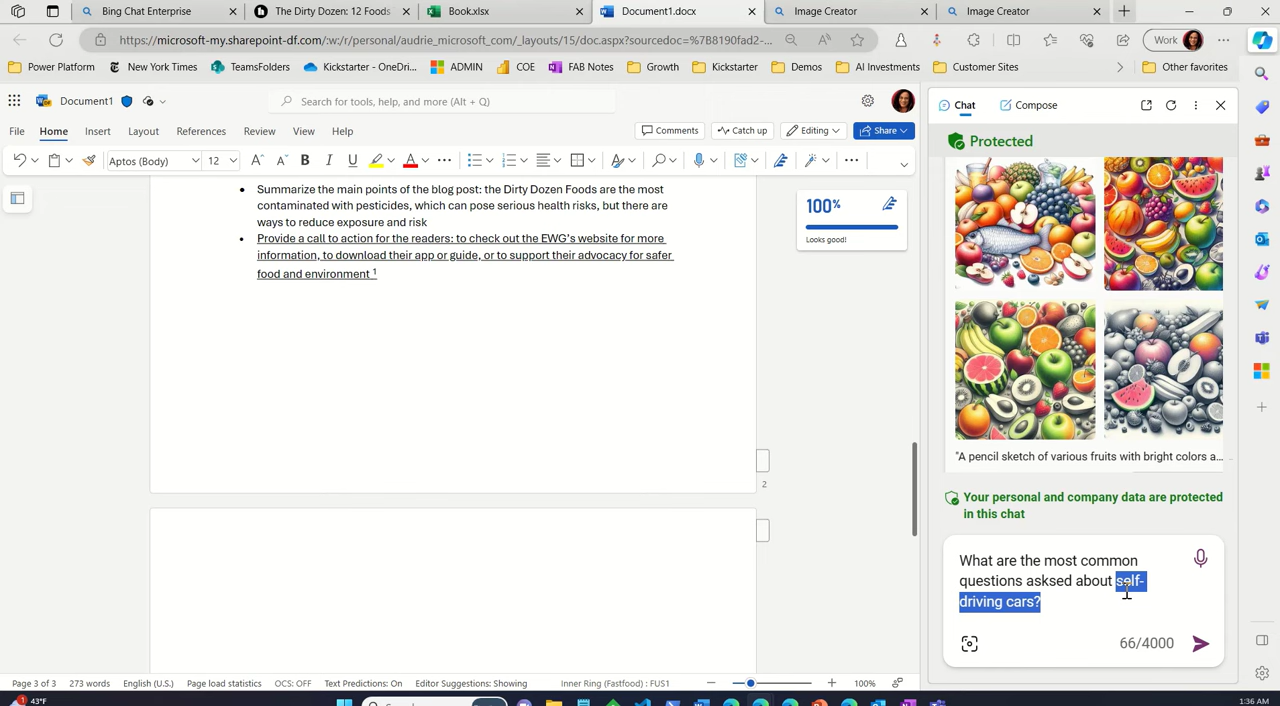 Bing Chat Enterprise
The Dirty Dozen: 12 Foods
Book.xlsx
Document1.docx
Image Creator
Image Creator
https://microsoft-my.sharepoint-df.com/:w:/r/personal/audrie_microsoft_com/_layouts/15/doc.aspx?sourcedoc=%7B8190fad2-...
Work
Power Platform
New York Times
TeamsFolders
Kickstarter - OneDri...
ADMIN
COE
FAB Notes
Growth
Kickstarter
Demos
AI Investments
Customer Sites
Other favorites
Document1
Search for tools, help, and more (Alt + Q)
File
Home
Insert
Layout
References
Review
View
Help
Comments
Catch up
Editing
Share
Aptos (Body)
12
Summarize the main points of the blog post: the Dirty Dozen Foods are the most
contaminated with pesticides, which can pose serious health risks, but there are
ways to reduce exposure and risk
Provide a call to action for the readers: to check out the EWG's website for more
information, to download their app or guide, or to support their advocacy for safer
food and environment 1
100%
Looks good!
2
Chat
Compose
Protected
"A pencil sketch of various fruits with bright colors a...
Your personal and company data are protected
in this chat
What are the most common
questions asksed about self-
driving cars?
66/4000
Page 3 of 3
273 words
English (U.S.)
Page load statistics
OCS: OFF
Text Predictions: On
Editor Suggestions: Showing
Inner Ring (Fastfood) : FUS1
100%
1
43°F
1:36 AM